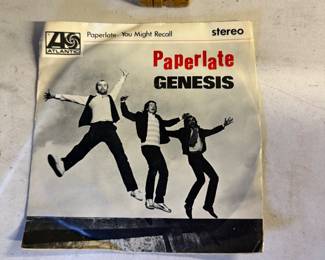 ATLANTIC
Paperlate · You Might Recall
stereo
Paperlate
GENESIS